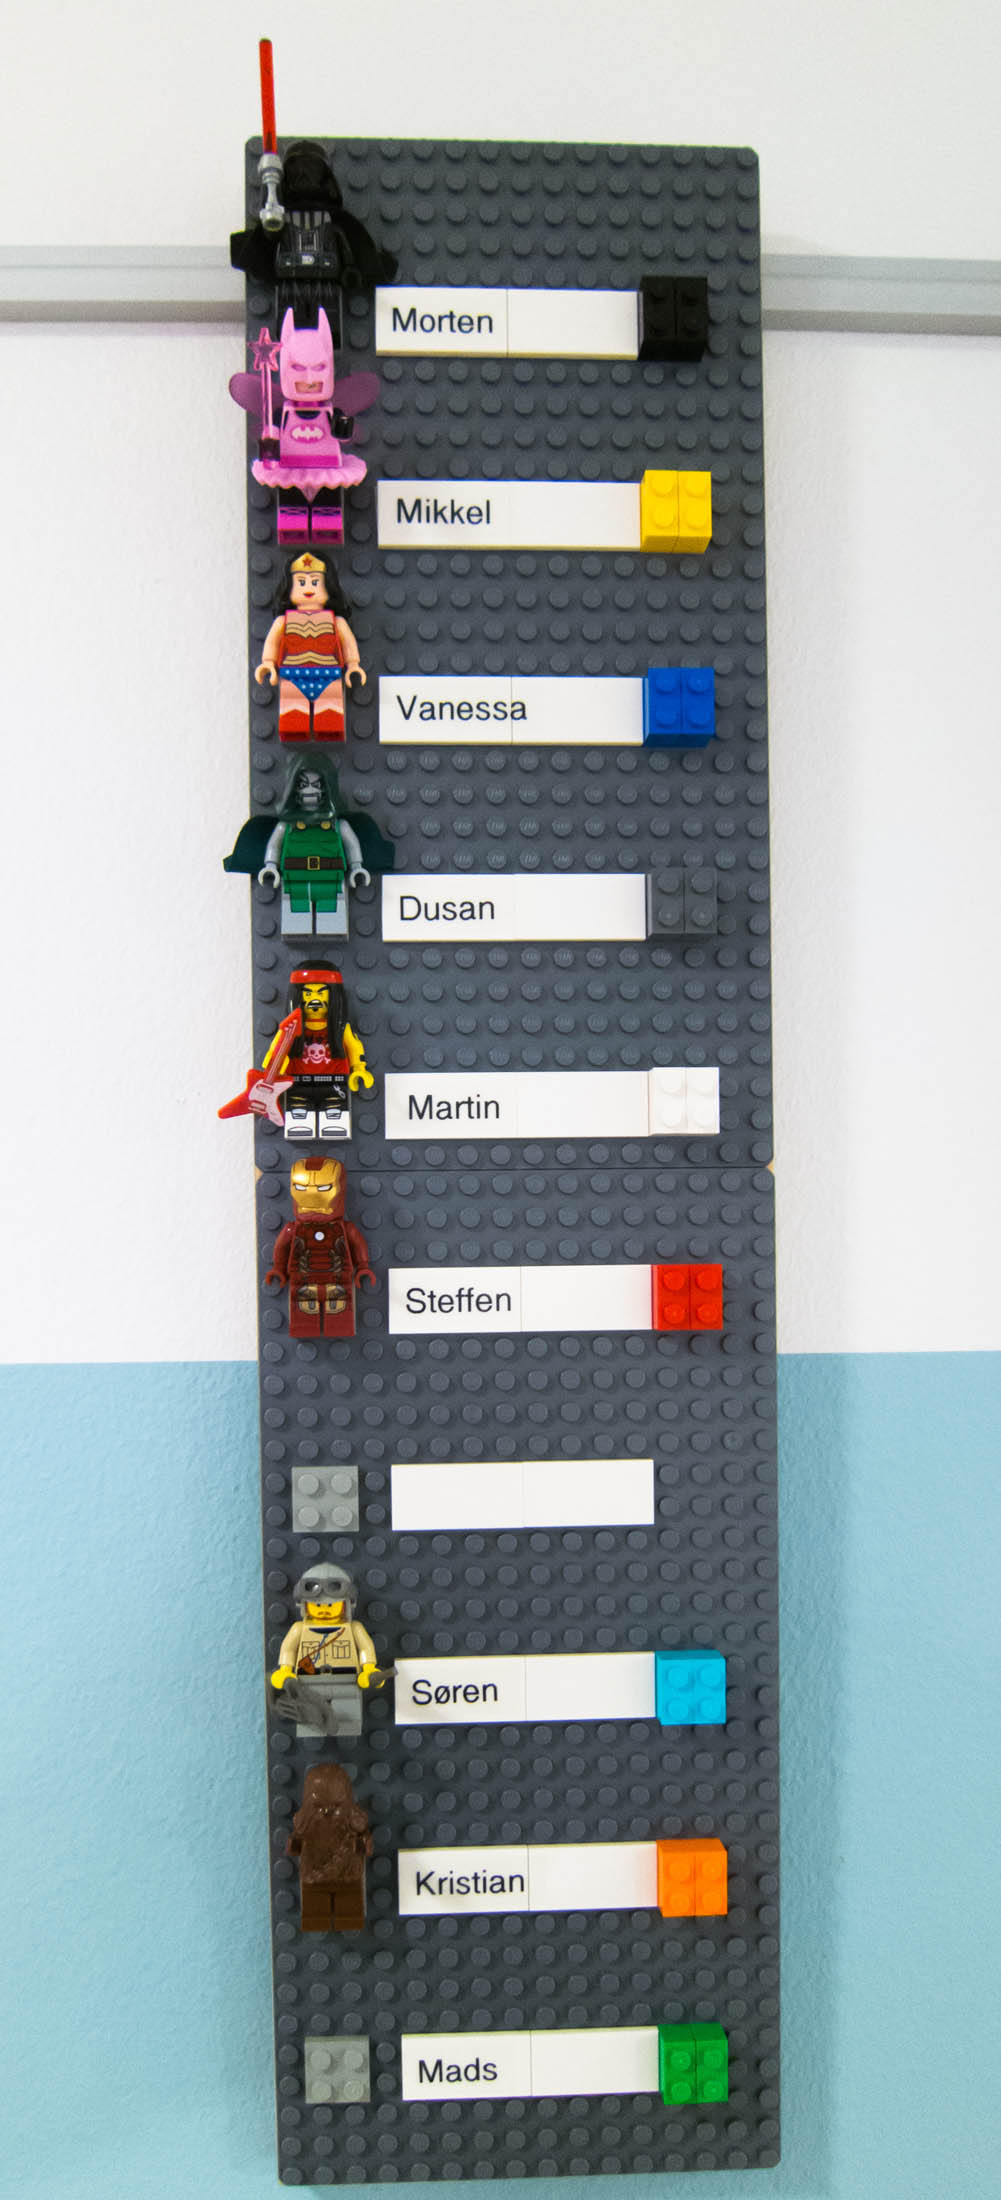 Morten
Mikkel
Vanessa
Dusan
Martin
Steffen
Søren
Kristian
Mads